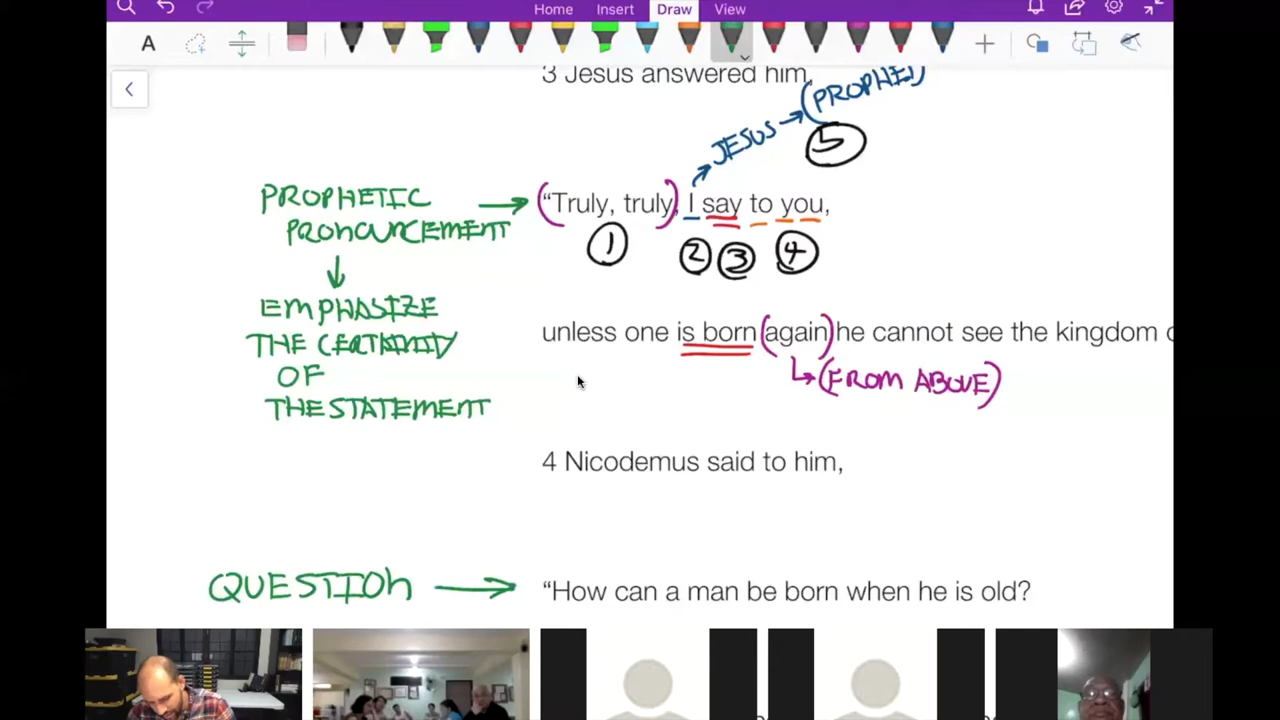 Home Insert Draw View
A
3 Jesus answered him,
(PROPHET)
JESUS
5
PROPHETIC
PRONOUNCEMENT
"Truly, truly, I say to you,
1 2 3 4
EMPHASIZE
THE CERTAINTY
OF
THE STATEMENT
unless one is born (again) he cannot see the kingdom
(FROM ABOVE)
4 Nicodemus said to him,
QUESTION
"How can a man be born when he is old?